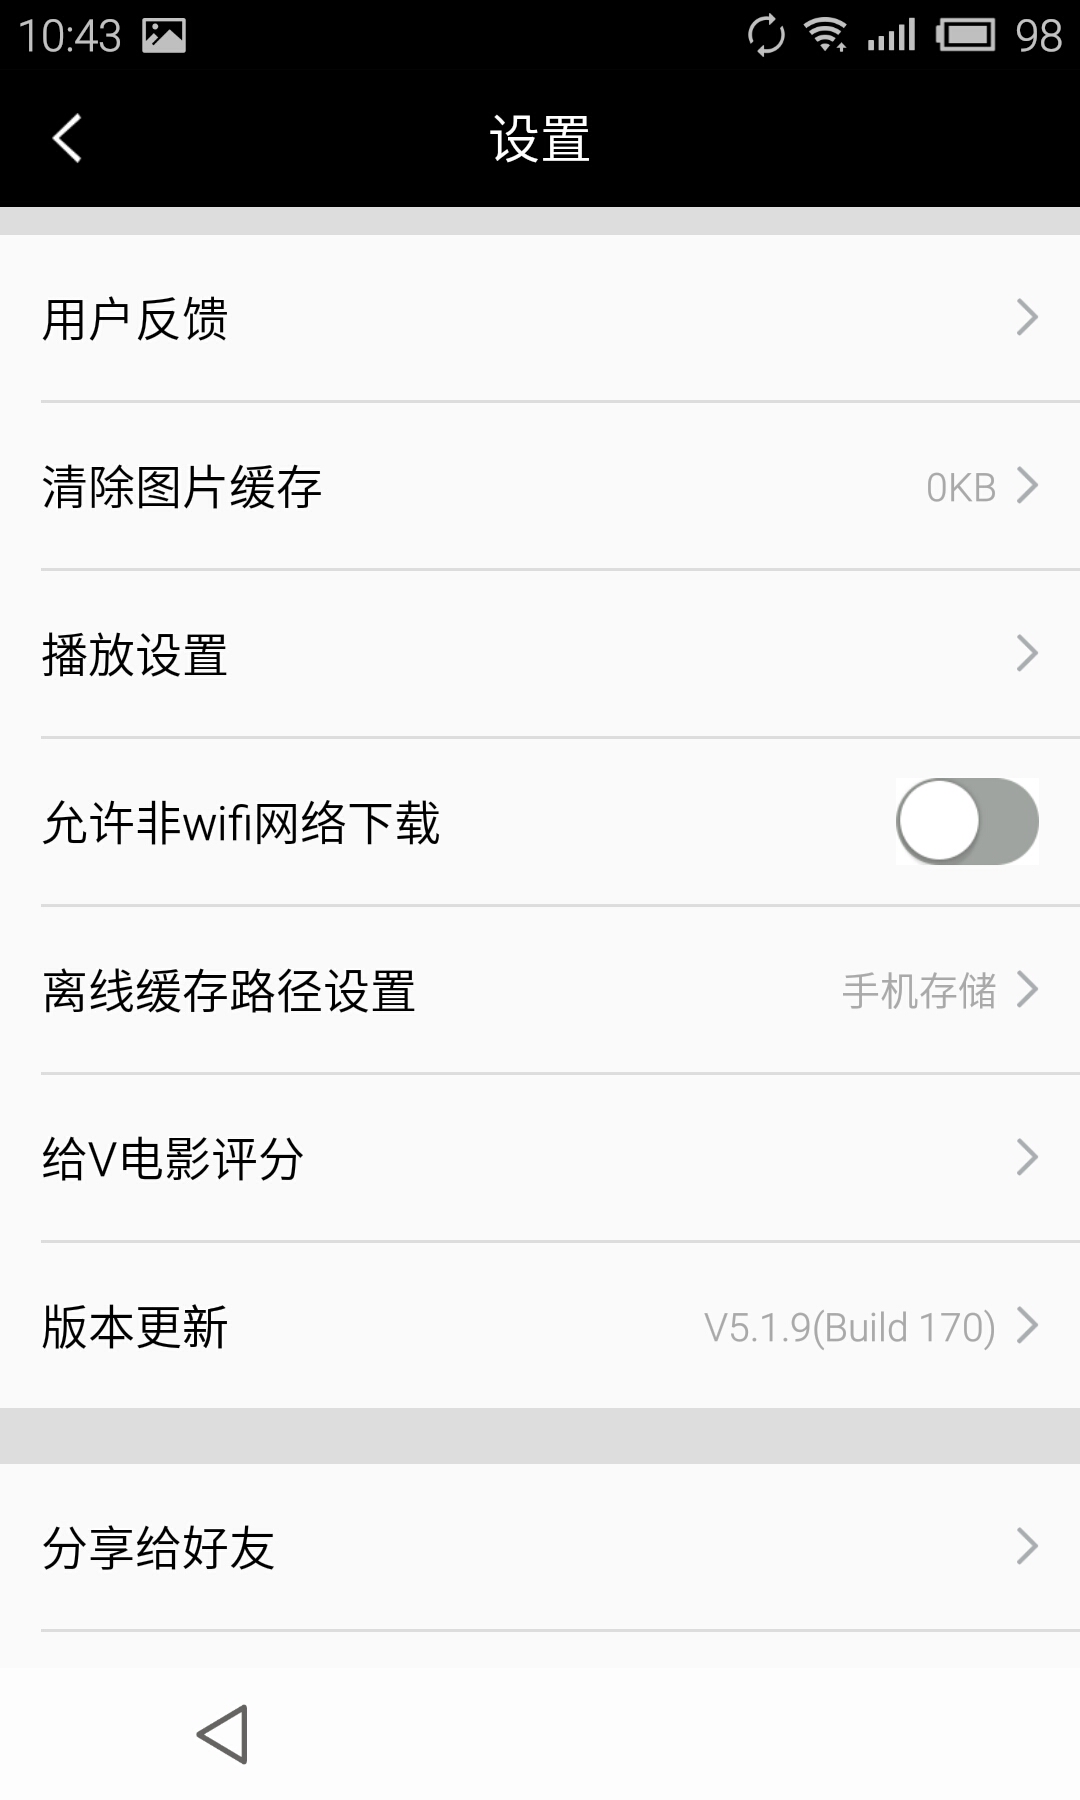 10:43 98
设置
用户反馈
清除图片缓存 0KB
播放设置
允许非wifi网络下载
离线缓存路径设置 手机存储
给V电影评分
版本更新 V5.1.9(Build 170)
分享给好友